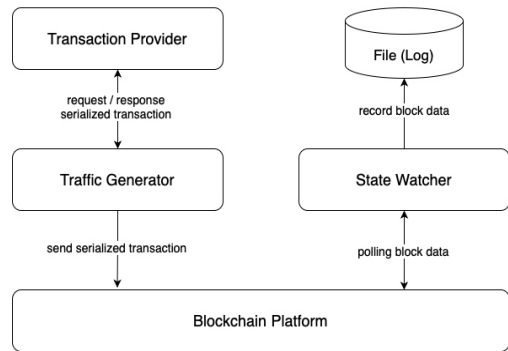 Transaction Provider
File (Log)
request / response
serialized transaction
record block data
Traffic Generator
State Watcher
send serialized transaction
polling block data
Blockchain Platform